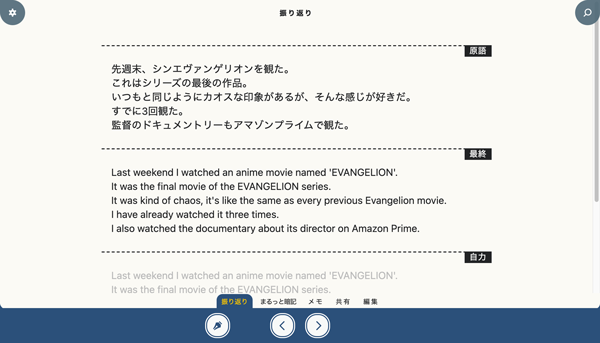 振り返り
原語
先週末、シンエヴァンゲリオンを観た。
これはシリーズの最後の作品。
いつもと同じようにカオスな印象があるが、そんな感じが好きだ。
すでに3回観た。
監督のドキュメントリーもアマゾンプライムで観た。
最終
Last weekend I watched an anime movie named 'EVANGELION'.
It was the final movie of the EVANGELION series.
It was kind of chaos, it's like the same as every previous Evangelion movie.
I have already watched it three times.
I also watched the documentary about its director on Amazon Prime.
自力
Last weekend I watched an anime movie named 'EVANGELION'.
It was the final movie of the EVANGELION series.
振り返り まるっと暗記 メモ 共有 編集